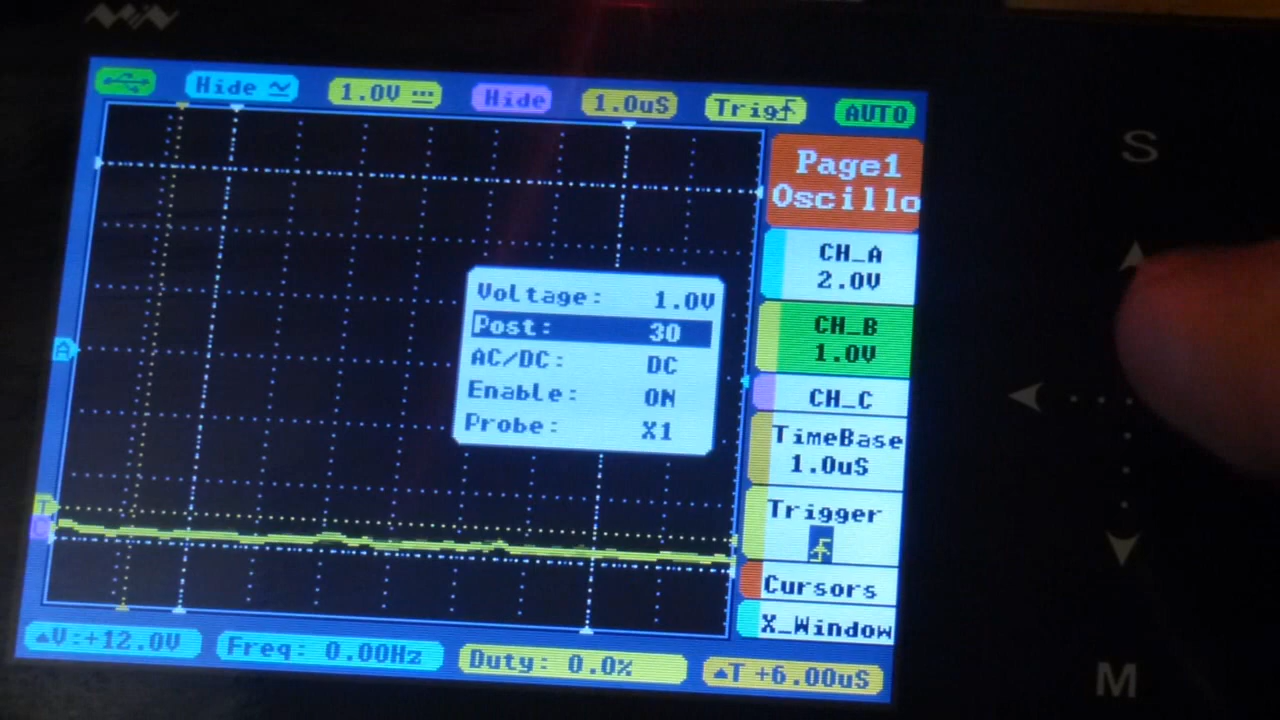 Hide
1.0V
Hide
1.0uS
Trig
AUTO
Page1
Oscillo
CH_A
2.0V
CH_B
1.0V
CH_C
TimeBase
1.0uS
Trigger
Cursors
X_Window
Voltage: 1.0V
Post: 30
AC/DC: DC
Enable: ON
Probe: X1
A
T
C
▲V:+12.0V
Freq: 0.00Hz
Duty: 0.0%
▲T +6.00uS
S
M